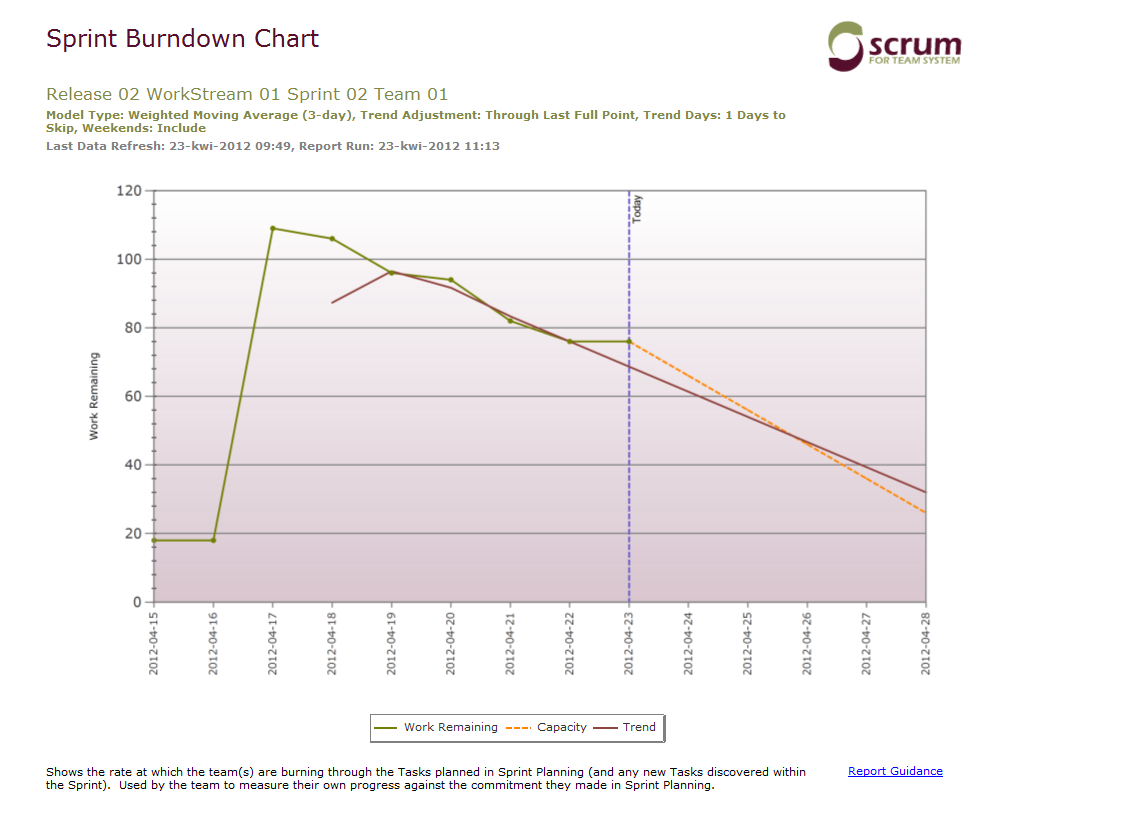 Sprint Burndown Chart
scrum
FOR TEAM SYSTEM
Release 02 WorkStream 01 Sprint 02 Team 01
Model Type: Weighted Moving Average (3-day), Trend Adjustment: Through Last Full Point, Trend Days: 1 Days to
Skip, Weekends: Include
Last Data Refresh: 23-kwi-2012 09:49, Report Run: 23-kwi-2012 11:13
120
100
80
60
40
20
0
Work Remaining
Today
2012-04-15
2012-04-16
2012-04-17
2012-04-18
2012-04-19
2012-04-20
2012-04-21
2012-04-22
2012-04-23
2012-04-24
2012-04-25
2012-04-26
2012-04-27
2012-04-28
Work Remaining Capacity Trend
Shows the rate at which the team(s) are burning through the Tasks planned in Sprint Planning (and any new Tasks discovered within
the Sprint).  Used by the team to measure their own progress against the commitment they made in Sprint Planning.
Report Guidance